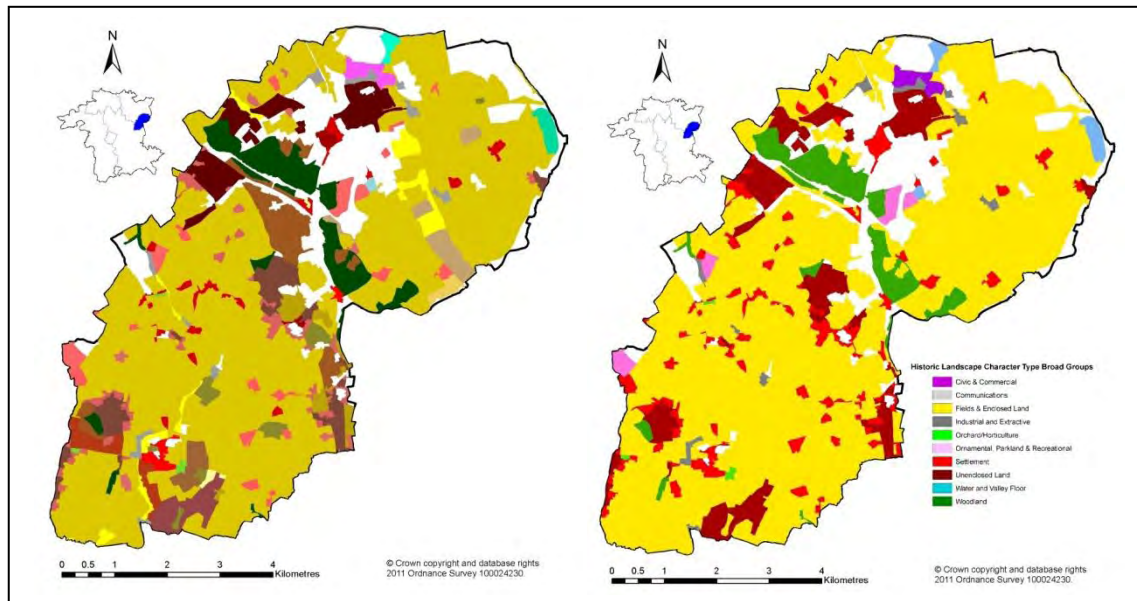 N
0 0.5 1 2 3 4
Kilometres
© Crown copyright and database rights
2011 Ordnance Survey 100024230.
N
Historic Landscape Character Type Broad Groups
Civic & Commercial
Communications
Fields & Enclosed Land
Industrial and Extractive
Orchard/Horticulture
Ornamental, Parkland & Recreational
Settlement
Unenclosed Land
Water and Valley Floor
Woodland
0 0.5 1 2 3 4
Kilometres
© Crown copyright and database rights
2011 Ordnance Survey 100024230.